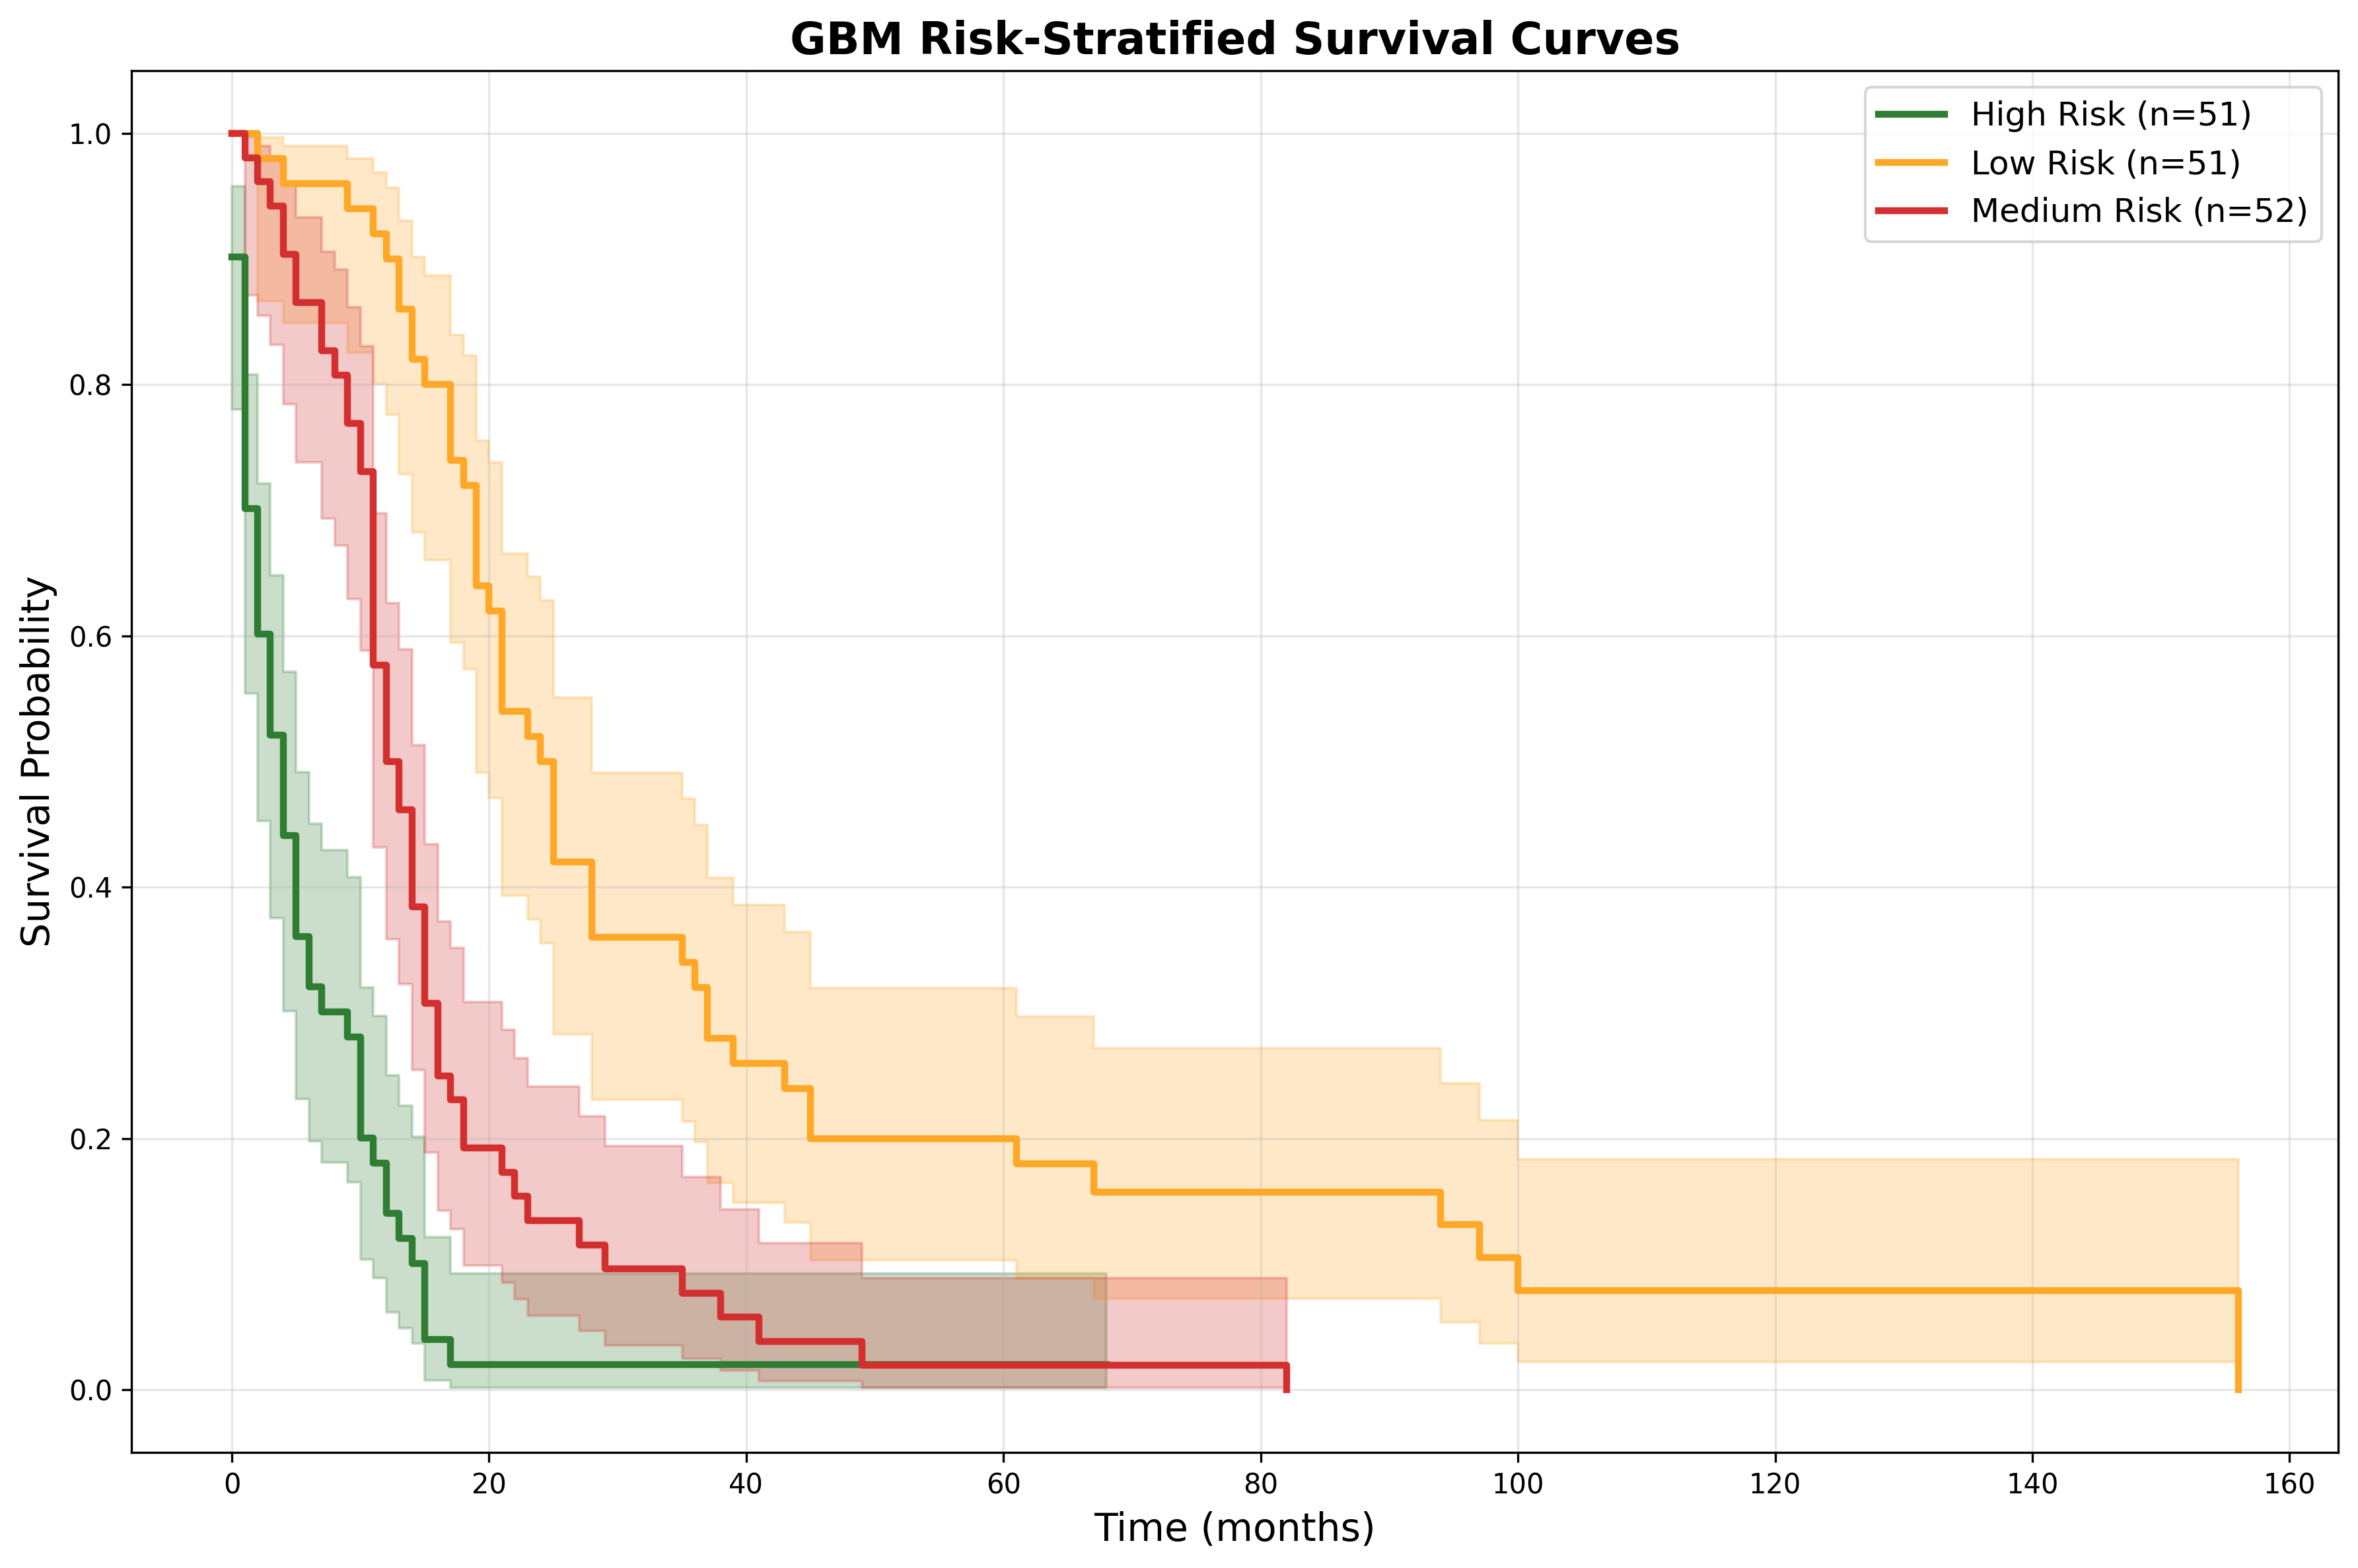 GBM Risk-Stratified Survival Curves
High Risk (n=51)
Low Risk (n=51)
Medium Risk (n=52)
Survival Probability
1.0
0.8
0.6
0.4
0.2
0.0
0 20 40 60 80 100 120 140 160
Time (months)